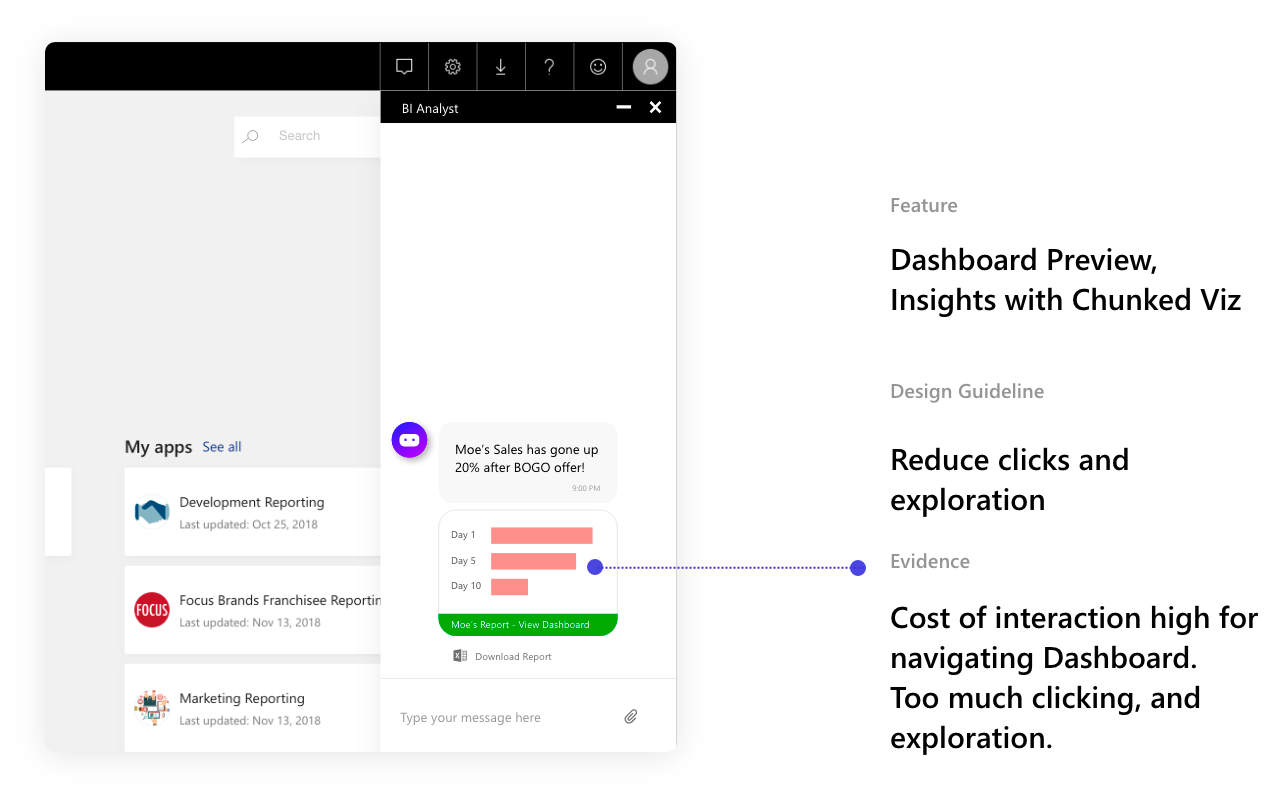 BI Analyst
Search
My apps See all
Development Reporting
Last updated: Oct 25, 2018
FOCUS
Focus Brands Franchisee Reportin
Last updated: Nov 13, 2018
Marketing Reporting
Last updated: Nov 13, 2018
Moe's Sales has gone up
20% after BOGO offer!
9:00 PM
Day 1
Day 5
Day 10
Moe's Report - View Dashboard
Download Report
Type your message here
Feature
Dashboard Preview,
Insights with Chunked Viz
Design Guideline
Reduce clicks and
exploration
Evidence
Cost of interaction high for
navigating Dashboard.
Too much clicking, and
exploration.